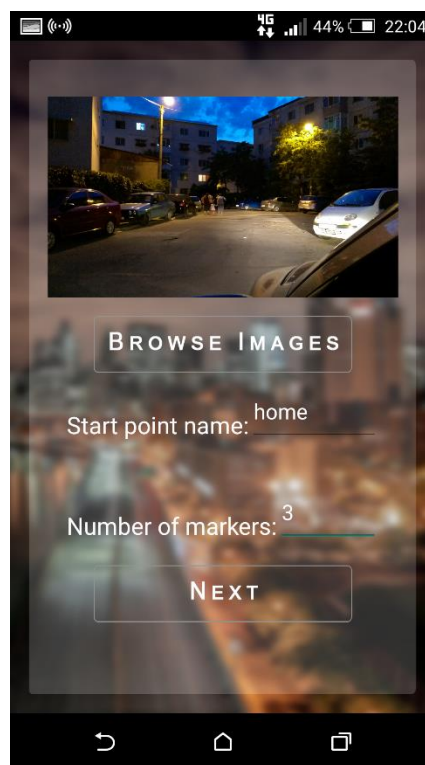 4G 44% 22:04
BROWSE IMAGES
Start point name: home
Number of markers: 3
NEXT